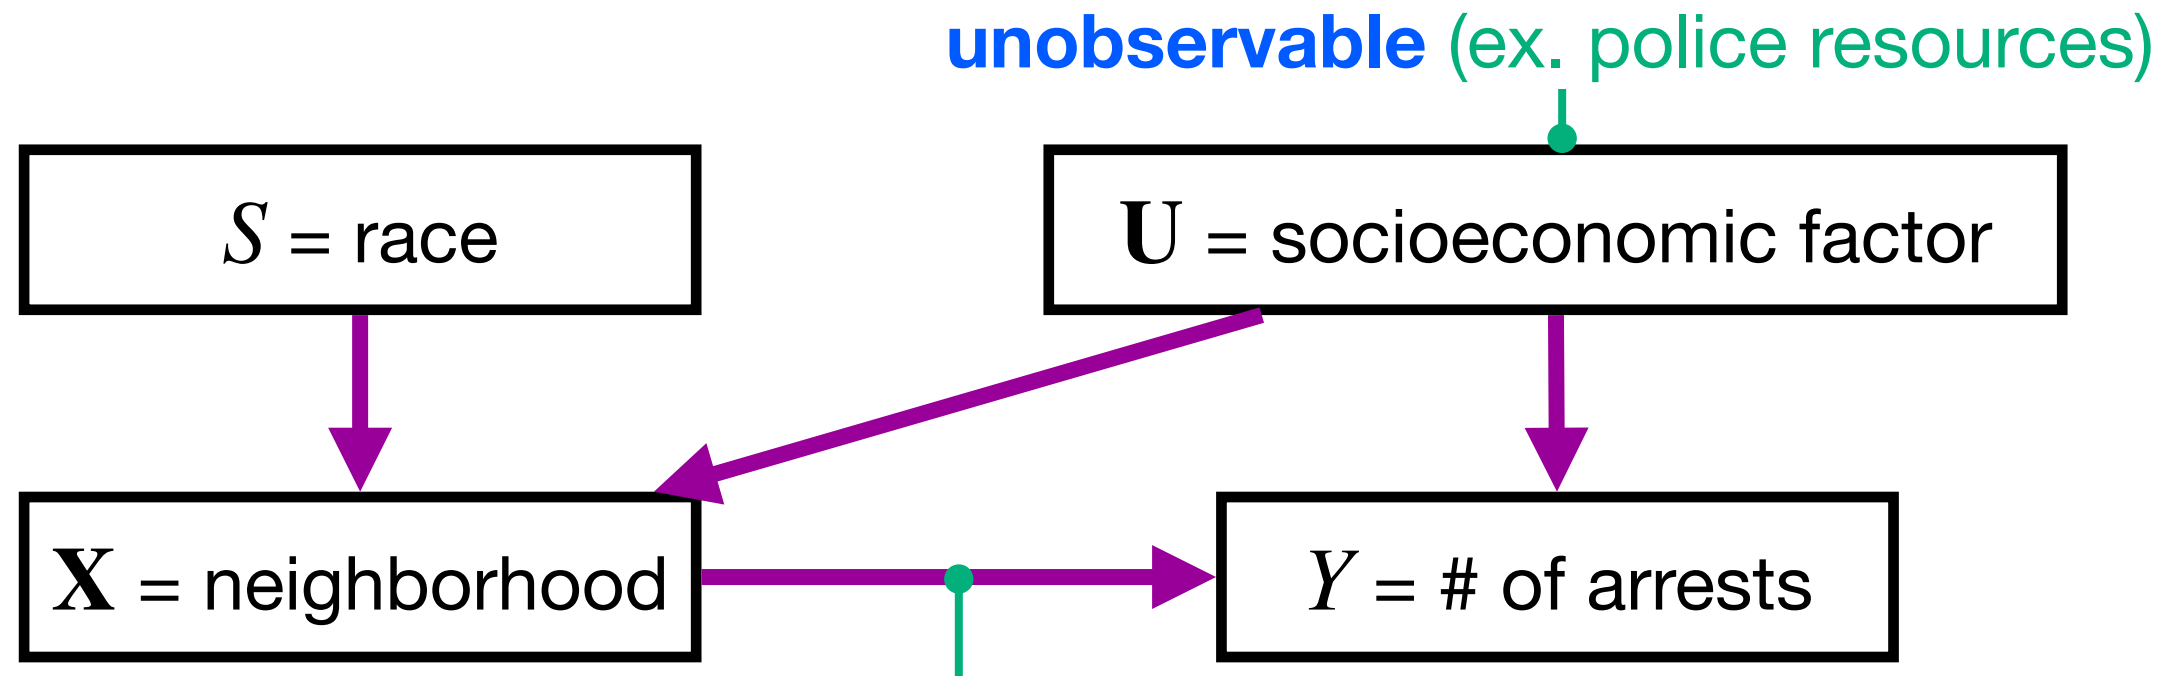 unobservable (ex. police resources)
S = race
U = socioeconomic factor
X = neighborhood
Y = # of arrests